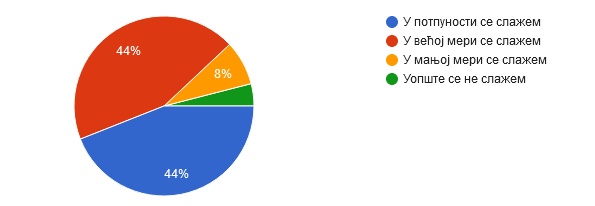 44%
8%
44%
У потпуности се слажем
У већој мери се слажем
У мањој мери се слажем
Уопште се не слажем